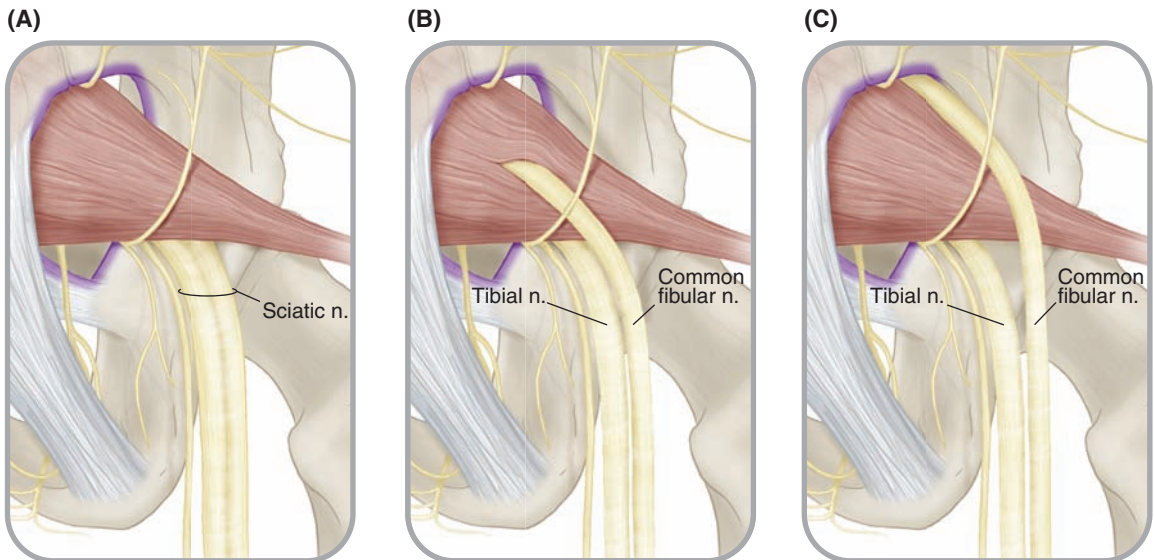 (A)
(B)
(C)
Sciatic n.
Tibial n.
Common
fibular n.
Tibial n.
Common
fibular n.